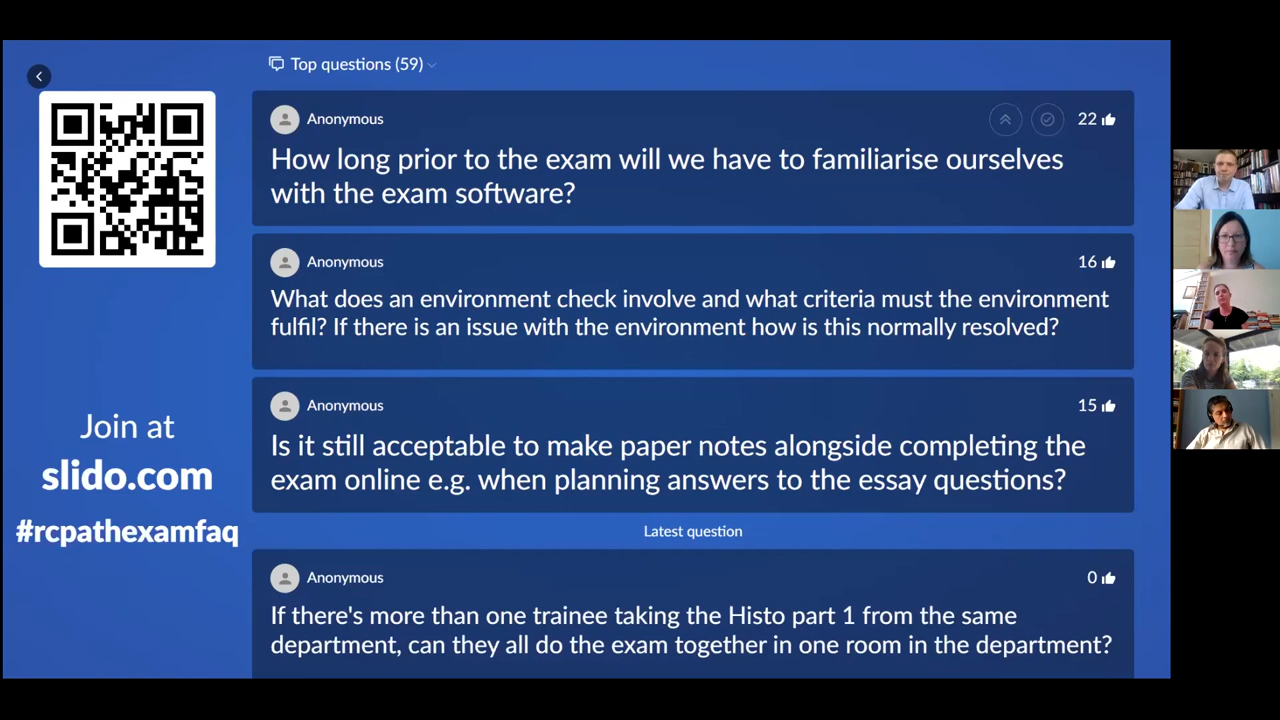 Top questions (59)
Anonymous
22
How long prior to the exam will we have to familiarise ourselves
with the exam software?
Anonymous
16
What does an environment check involve and what criteria must the environment
fulfil? If there is an issue with the environment how is this normally resolved?
Anonymous
15
Is it still acceptable to make paper notes alongside completing the
exam online e.g. when planning answers to the essay questions?
Join at
slido.com
#rcpathexamfaq
Latest question
Anonymous
0
If there's more than one trainee taking the Histo part 1 from the same
department, can they all do the exam together in one room in the department?